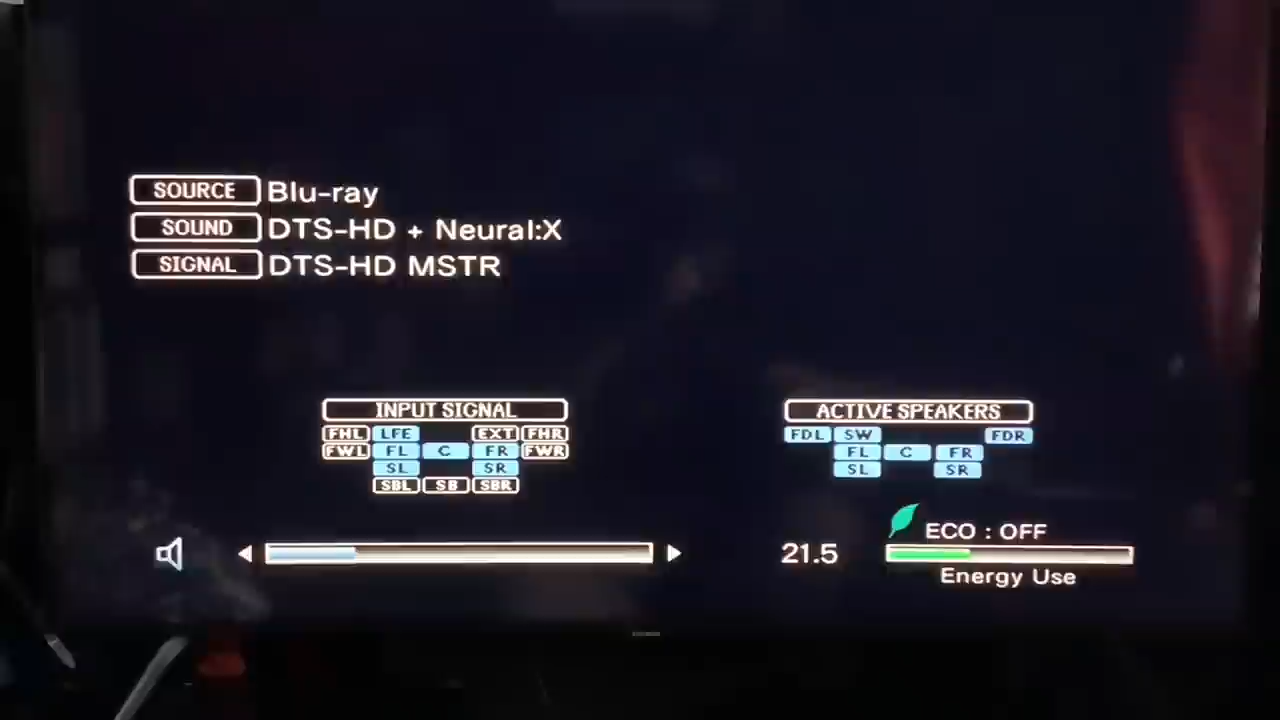 SOURCE Blu-ray
SOUND DTS-HD + Neural:X
SIGNAL DTS-HD MSTR
INPUT SIGNAL
FHL LFE EXT FHR
FWL FL C FR FWR
SL SR
SBL SB SBR
ACTIVE SPEAKERS
FDL SW FDR
FL C FR
SL SR
ECO : OFF
21.5
Energy Use